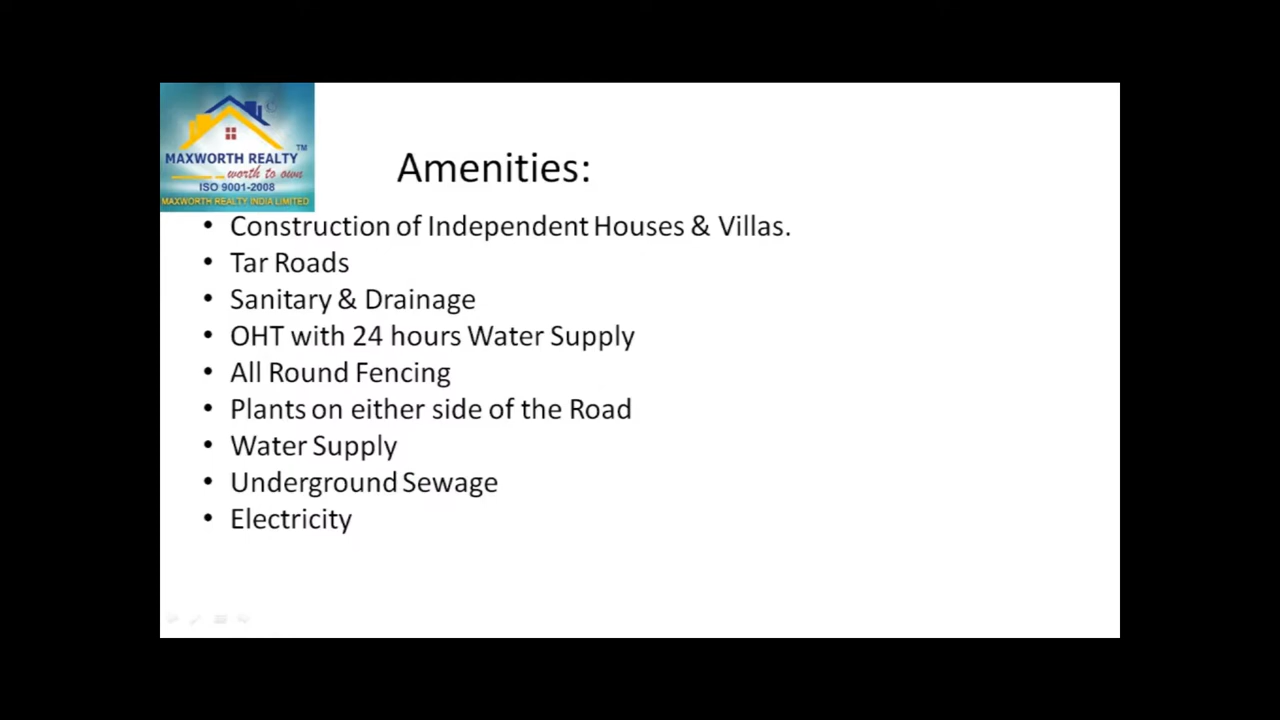 MAXWORTH REALTY™
worth to own
ISO 9001-2008
MAXWORTH REALTY INDIA LIMITED
Amenities:
• Construction of Independent Houses & Villas.
• Tar Roads
• Sanitary & Drainage
• OHT with 24 hours Water Supply
• All Round Fencing
• Plants on either side of the Road
• Water Supply
• Underground Sewage
• Electricity